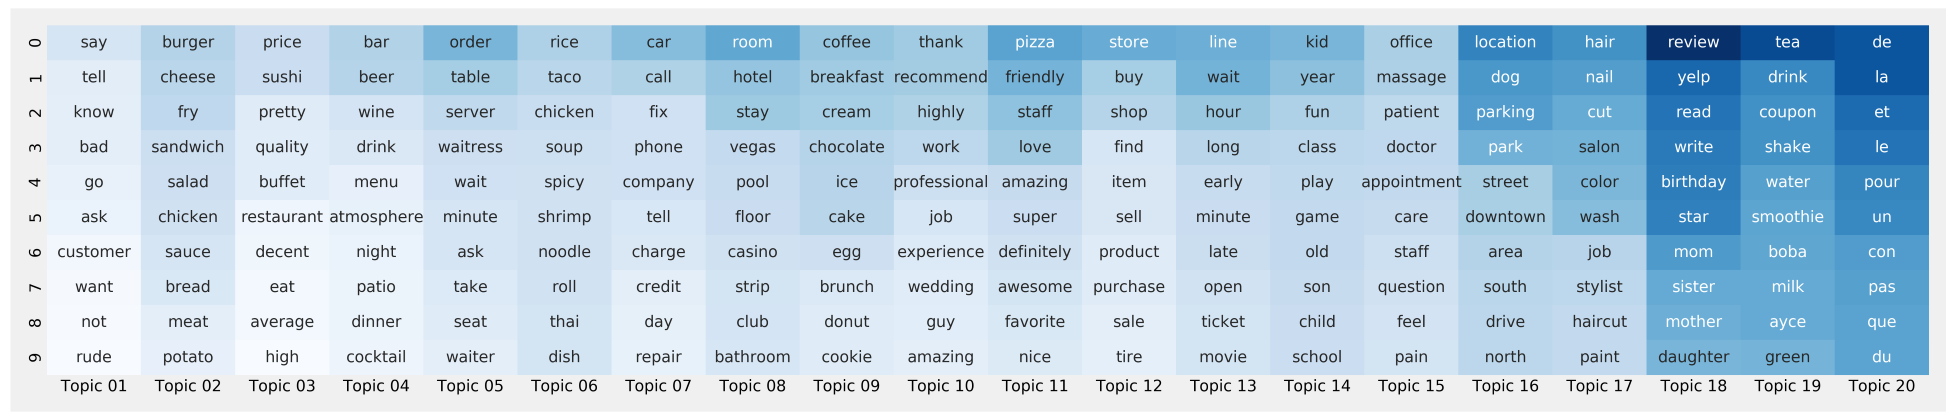 0 say burger price bar order rice car room coffee thank pizza store line kid office location hair review tea de
1 tell cheese sushi beer table taco call hotel breakfast recommend friendly buy wait year massage dog nail yelp drink la
2 know fry pretty wine server chicken fix stay cream highly staff shop hour fun patient parking cut read coupon et
3 bad sandwich quality drink waitress soup phone vegas chocolate work love find long class doctor park salon write shake le
4 go salad buffet menu wait spicy company pool ice professional amazing item early play appointment street color birthday water pour
5 ask chicken restaurant atmosphere minute shrimp tell floor cake job super sell minute game care downtown wash star smoothie un
6 customer sauce decent night ask noodle charge casino egg experience definitely product late old staff area job mom boba con
7 want bread eat patio take roll credit strip brunch wedding awesome purchase open son question south stylist sister milk pas
8 not meat average dinner seat thai day club donut guy favorite sale ticket child feel drive haircut mother ayce que
9 rude potato high cocktail waiter dish repair bathroom cookie amazing nice tire movie school pain north paint daughter green du
Topic 01 Topic 02 Topic 03 Topic 04 Topic 05 Topic 06 Topic 07 Topic 08 Topic 09 Topic 10 Topic 11 Topic 12 Topic 13 Topic 14 Topic 15 Topic 16 Topic 17 Topic 18 Topic 19 Topic 20